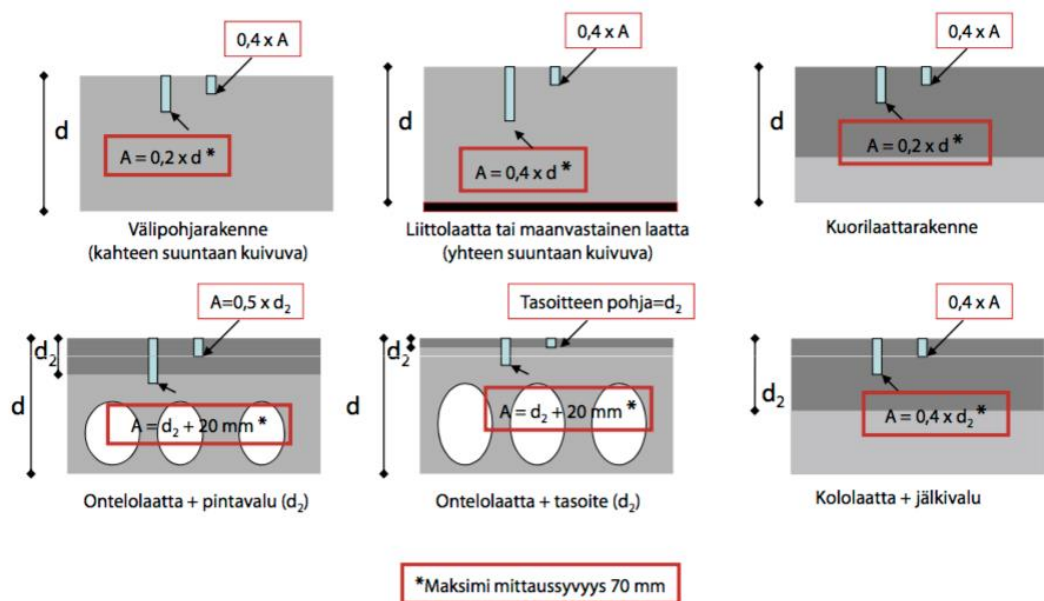 0,4 x A
d
A = 0,2 x d *
Välipohjarakenne
(kahteen suuntaan kuivuva)
0,4 x A
d
A = 0,4 x d *
Liittolaatta tai maanvastainen laatta
(yhteen suuntaan kuivuva)
0,4 x A
d
A = 0,2 x d *
Kuorilaattarakenne
A=0,5 x d₂
d₂
d
A = d₂ + 20 mm *
Ontelolaatta + pintavalu (d₂)
Tasoitteen pohja=d₂
d₂
d
A = d₂ + 20 mm *
Ontelolaatta + tasoite (d₂)
0,4 x A
d₂
A = 0,4 x d₂ *
Kololaatta + jälkivalu
*Maksimi mittaussyvyys 70 mm